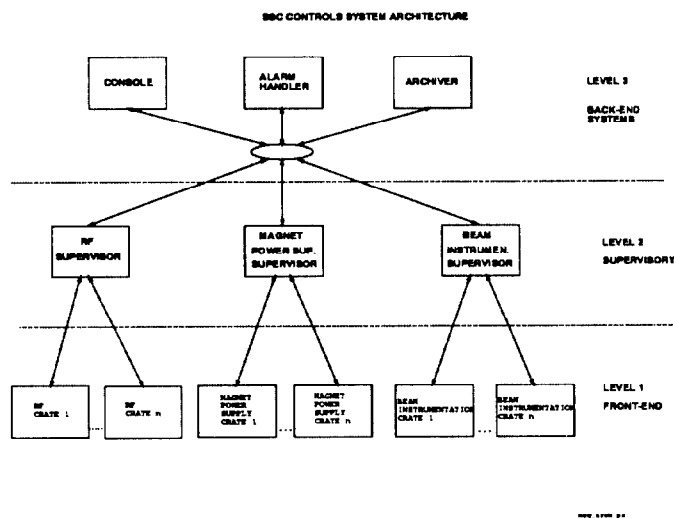 SSC CONTROLS SYSTEM ARCHITECTURE
CONSOLE
ALARM
HANDLER
ARCHIVER
LEVEL 3
BACK-END
SYSTEMS
RF
SUPERVISOR
MAGNET
POWER SUP.
SUPERVISOR
BEAM
INSTRUMEN.
SUPERVISOR
LEVEL 2
SUPERVISORY
RF
CRATE 1
...
RF
CRATE n
MAGNET
POWER
SUPPLY
CRATE 1
...
MAGNET
POWER
SUPPLY
CRATE n
BEAM
INSTRUMENTATION
CRATE 1
...
BEAM
INSTRUMENTATION
CRATE n
LEVEL 1
FRONT-END